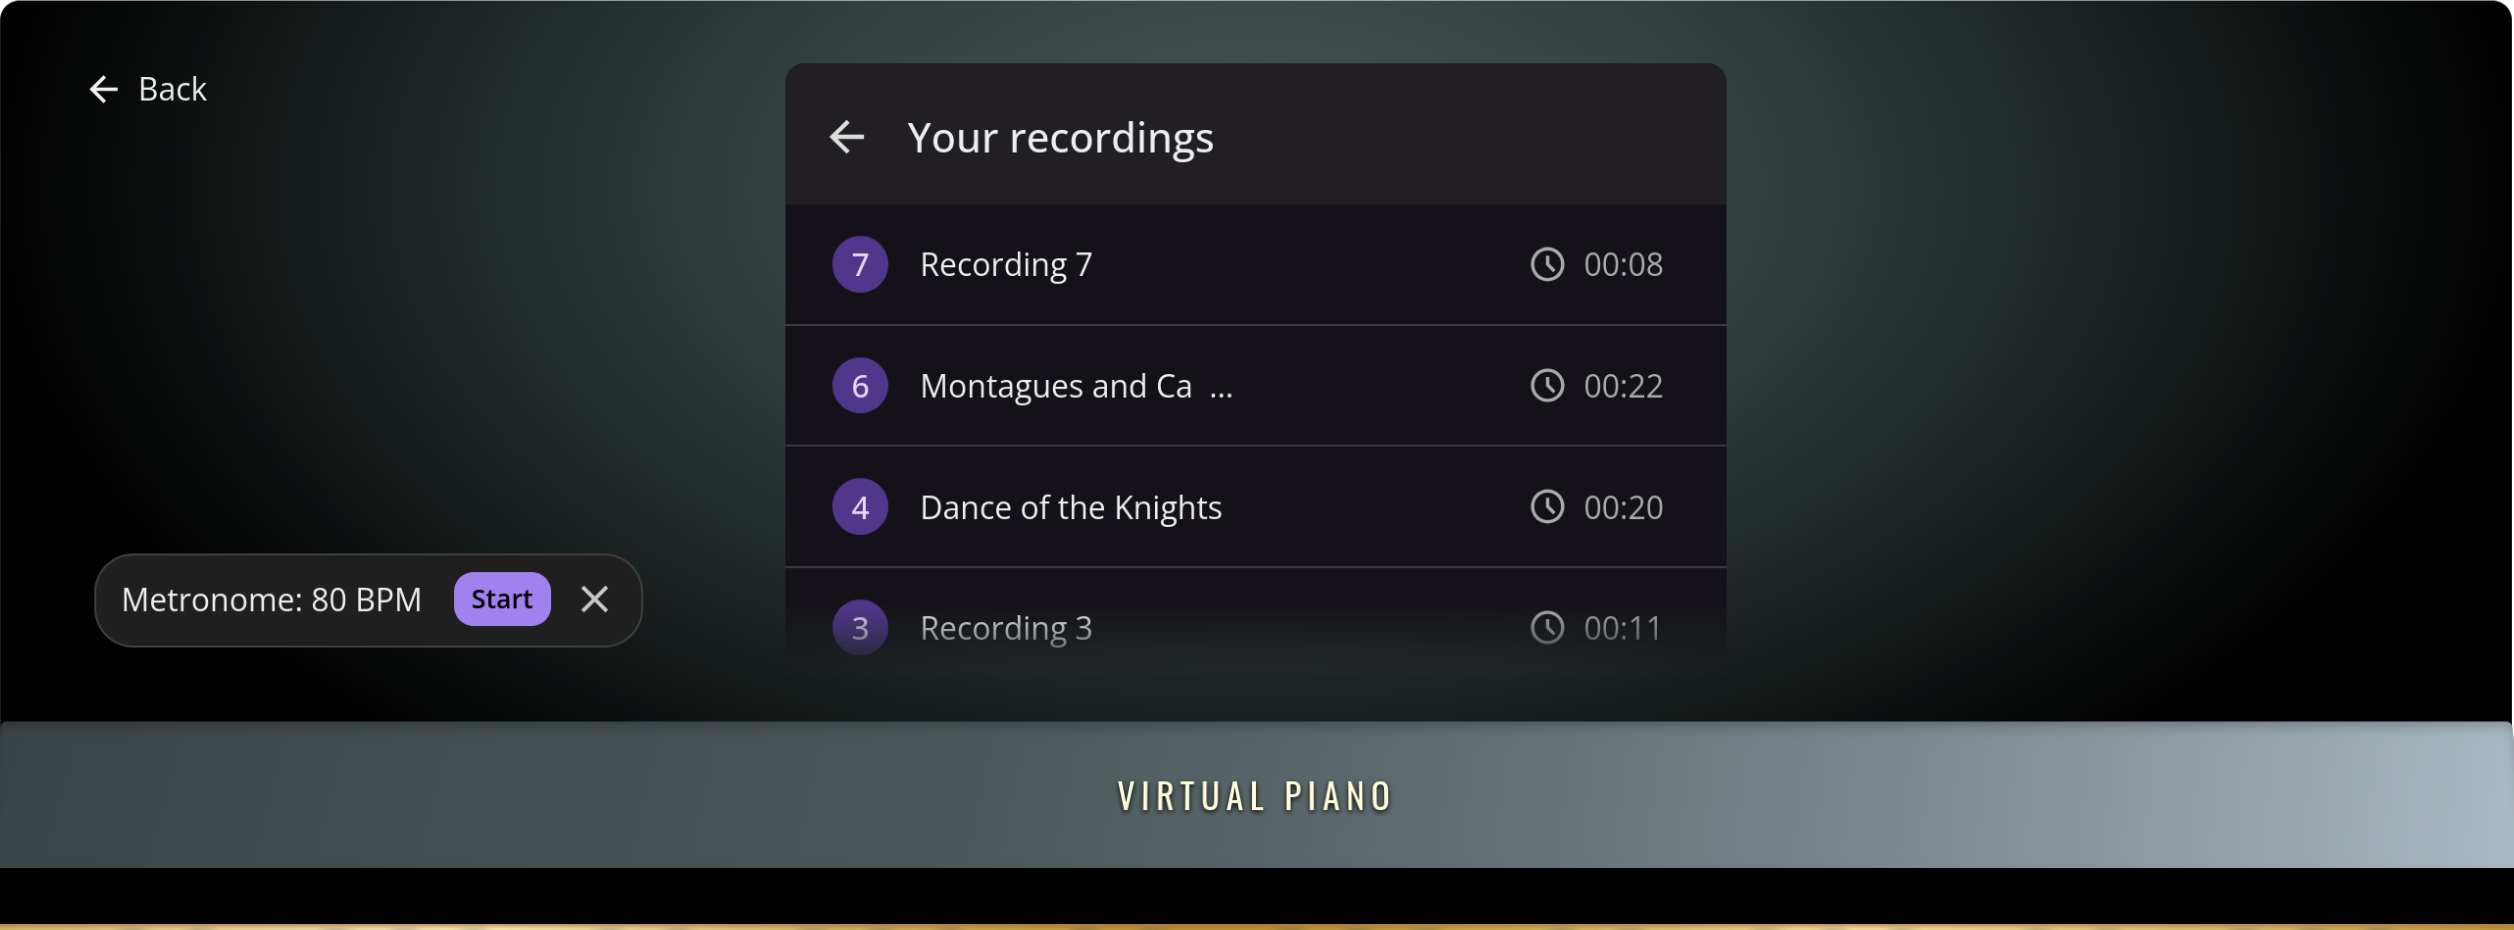 Back
Your recordings
7 Recording 7 00:08
6 Montagues and Ca ... 00:22
4 Dance of the Knights 00:20
3 Recording 3 00:11
Metronome: 80 BPM Start
VIRTUAL PIANO